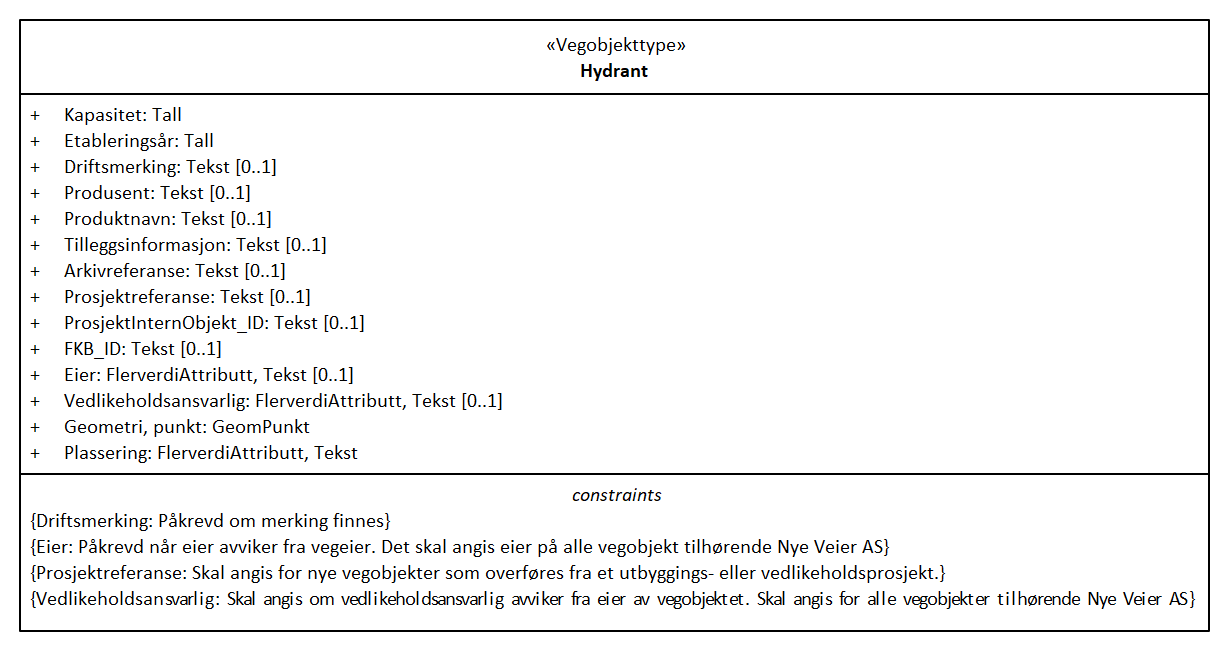 «Vegobjekttype»
Hydrant
+ Kapasitet: Tall
+ Etableringsår: Tall
+ Driftsmerking: Tekst [0..1]
+ Produsent: Tekst [0..1]
+ Produktnavn: Tekst [0..1]
+ Tilleggsinformasjon: Tekst [0..1]
+ Arkivreferanse: Tekst [0..1]
+ Prosjektreferanse: Tekst [0..1]
+ ProsjektInternObjekt_ID: Tekst [0..1]
+ FKB_ID: Tekst [0..1]
+ Eier: FlerverdiAttributt, Tekst [0..1]
+ Vedlikeholdsansvarlig: FlerverdiAttributt, Tekst [0..1]
+ Geometri, punkt: GeomPunkt
+ Plassering: FlerverdiAttributt, Tekst
constraints
{Driftsmerking: Påkrevd om merking finnes}
{Eier: Påkrevd når eier avviker fra vegeier. Det skal angis eier på alle vegobjekt tilhørende Nye Veier AS}
{Prosjektreferanse: Skal angis for nye vegobjekter som overføres fra et utbyggings- eller vedlikeholdsprosjekt.}
{Vedlikeholdsansvarlig: Skal angis om vedlikeholdsansvarlig avviker fra eier av vegobjektet. Skal angis for alle vegobjekter tilhørende Nye Veier AS}